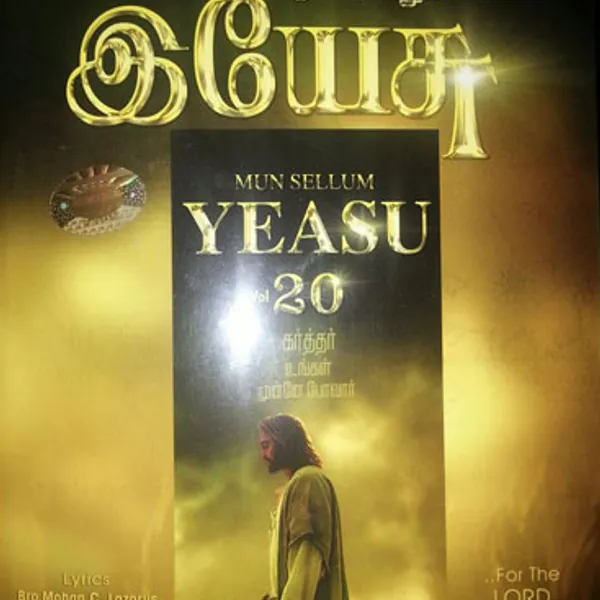 இயேசு
MUN SELLUM
YEASU
Vol 20
கர்த்தர்
உங்கள்
முன்னே போவார்
Lyrics
Bro Mohan C. Lazarus
..For The
LORD